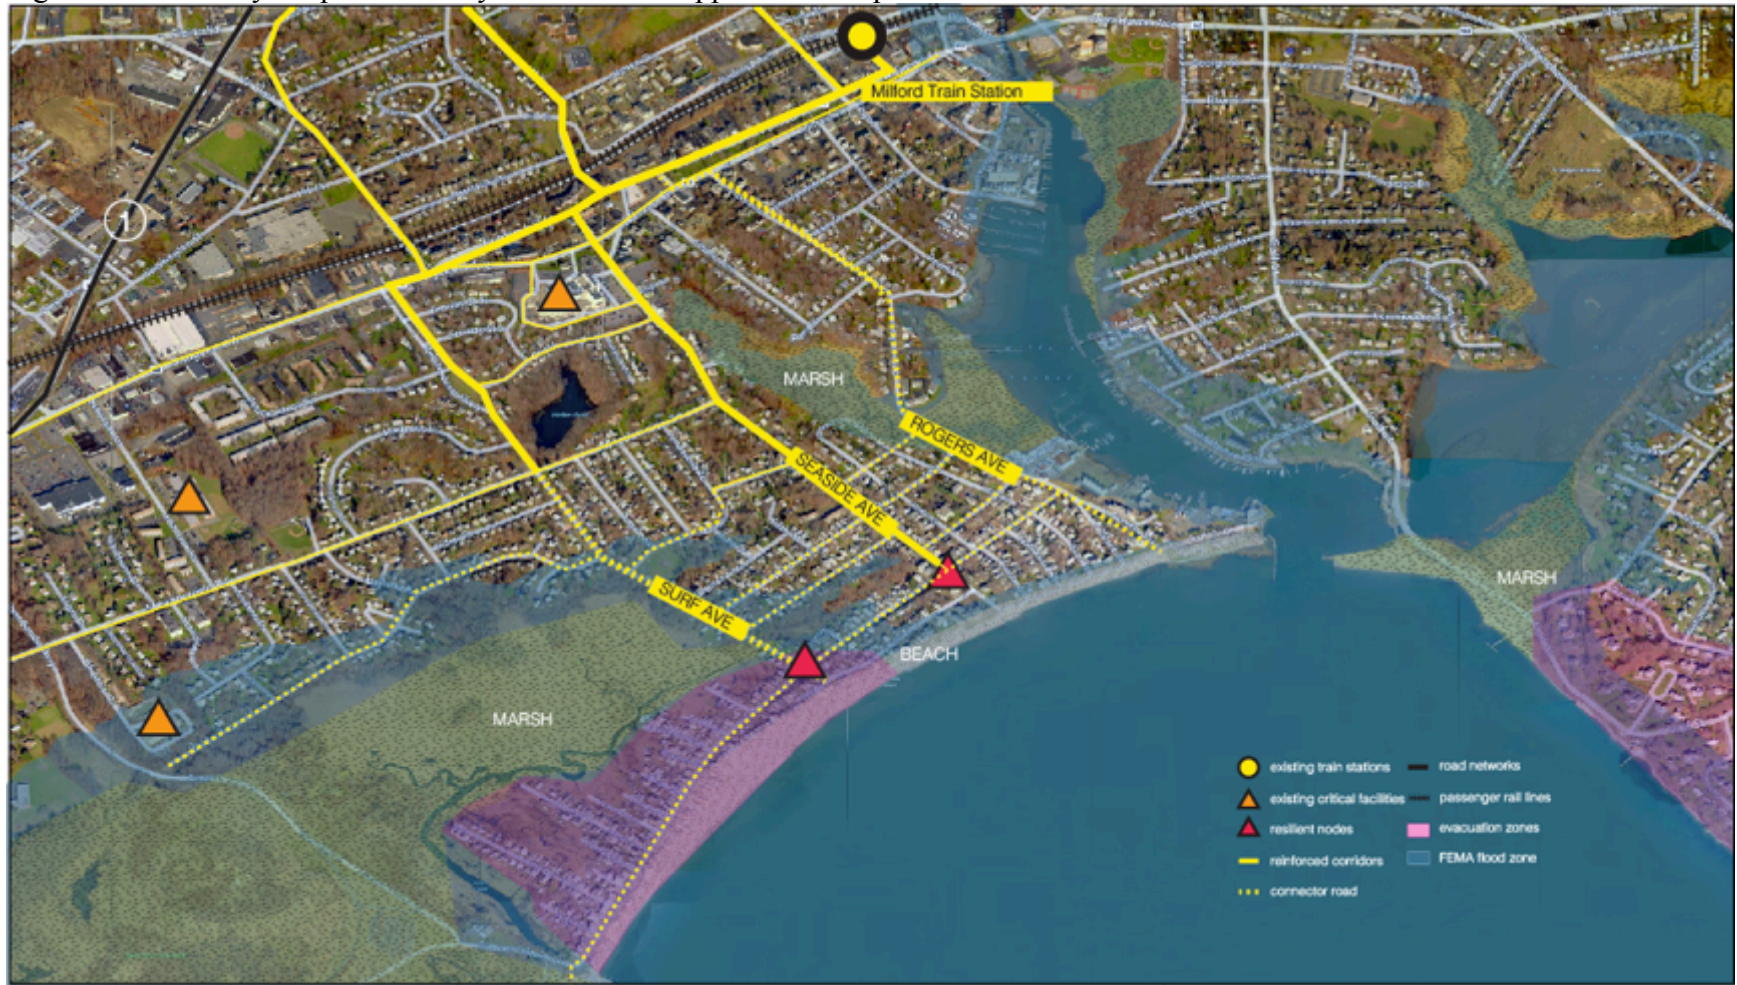 Milford Train Station
1
MARSH
ROGERS AVE
SEASIDE AVE
MARSH
SURF AVE
BEACH
MARSH
existing train stations
road networks
existing critical facilities
passenger rail lines
resilient nodes
evacuation zones
reinforced corridors
FEMA flood zone
connector road